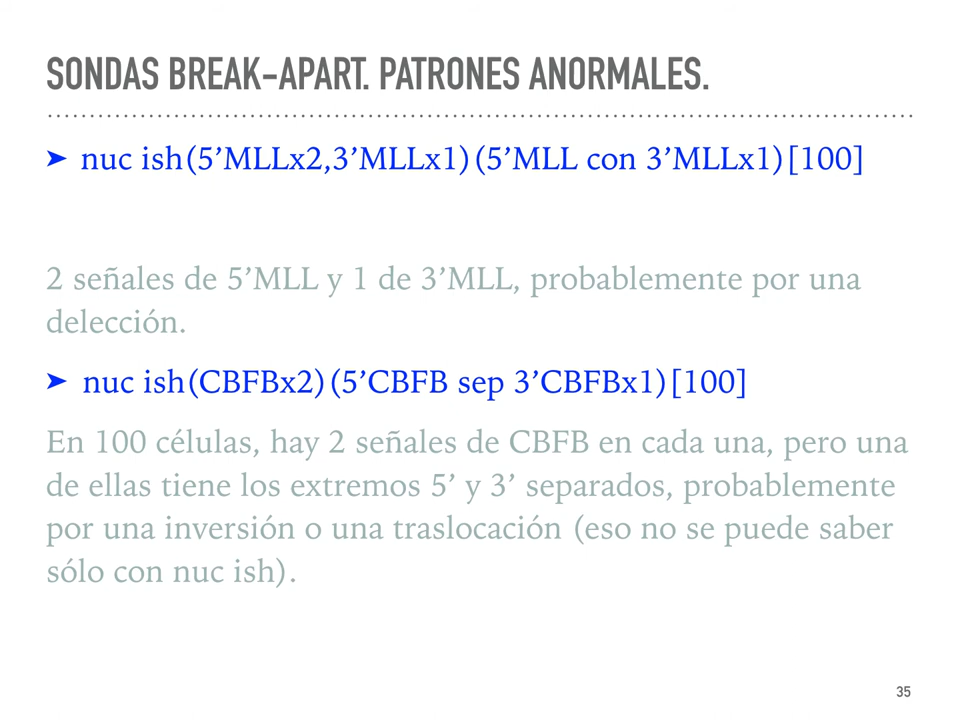 SONDAS BREAK-APART. PATRONES ANORMALES.
➤ nuc ish(5’MLLx2,3’MLLx1)(5’MLL con 3’MLLx1)[100]
2 señales de 5’MLL y 1 de 3’MLL, probablemente por una
delección.
➤ nuc ish(CBFBx2)(5’CBFB sep 3’CBFBx1)[100]
En 100 células, hay 2 señales de CBFB en cada una, pero una
de ellas tiene los extremos 5’ y 3’ separados, probablemente
por una inversión o una traslocación (eso no se puede saber
sólo con nuc ish).
35